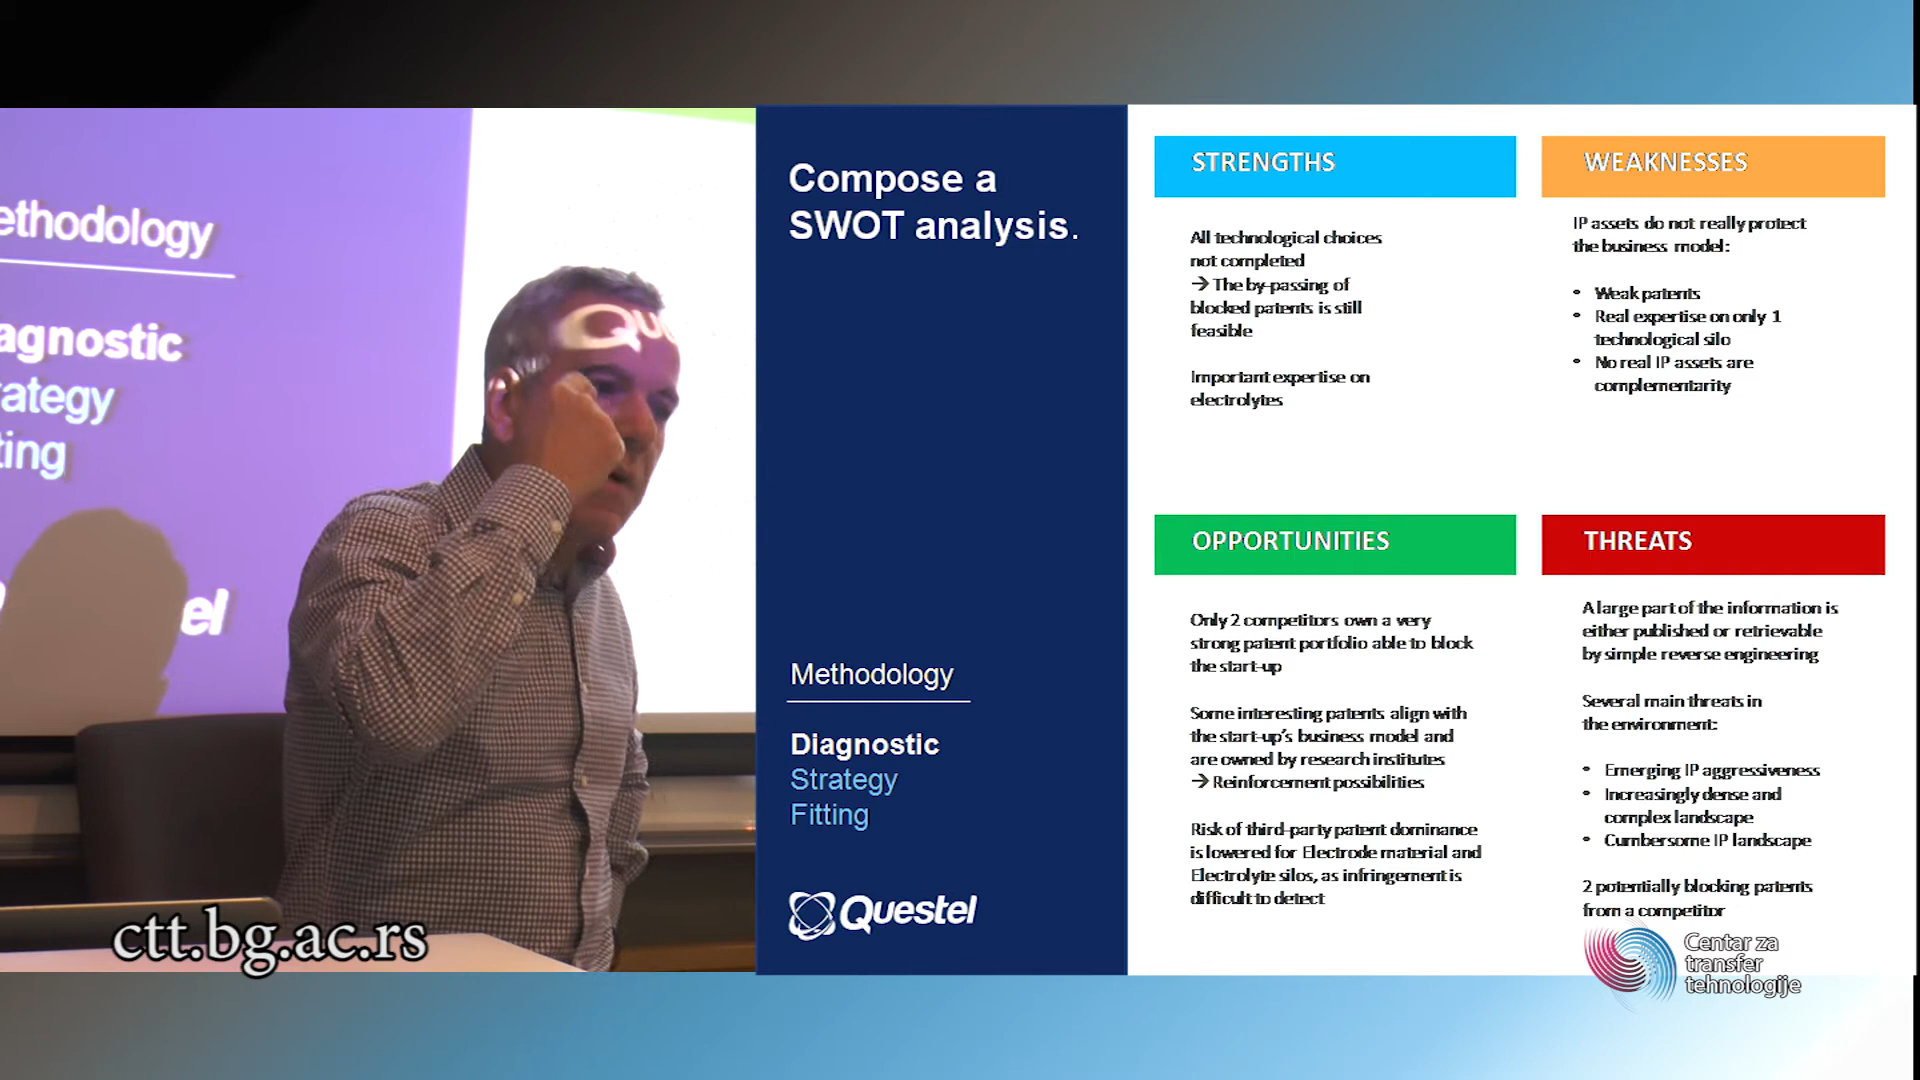 ethodology
agnostic
ategy
ting
el
Que
ctt.bg.ac.rs
Compose a
SWOT analysis.
Methodology
Diagnostic
Strategy
Fitting
Questel
STRENGTHS
All technological choices
not completed
→ The by-passing of
blocked patents is still
feasible
Important expertise on
electrolytes
WEAKNESSES
IP assets do not really protect
the business model:
• Weak patents
• Real expertise on only 1
technological silo
• No real IP assets are
complementarity
OPPORTUNITIES
Only 2 competitors own a very
strong patent portfolio able to block
the start-up
Some interesting patents align with
the start-up's business model and
are owned by research institutes
→ Reinforcement possibilities
Risk of third-party patent dominance
is lowered for Electrode material and
Electrolyte silos, as infringement is
difficult to detect
THREATS
A large part of the information is
either published or retrievable
by simple reverse engineering
Several main threats in
the environment:
• Emerging IP aggressiveness
• Increasingly dense and
complex landscape
• Cumbersome IP landscape
2 potentially blocking patents
from a competitor
Centar za
transfer
tehnologije